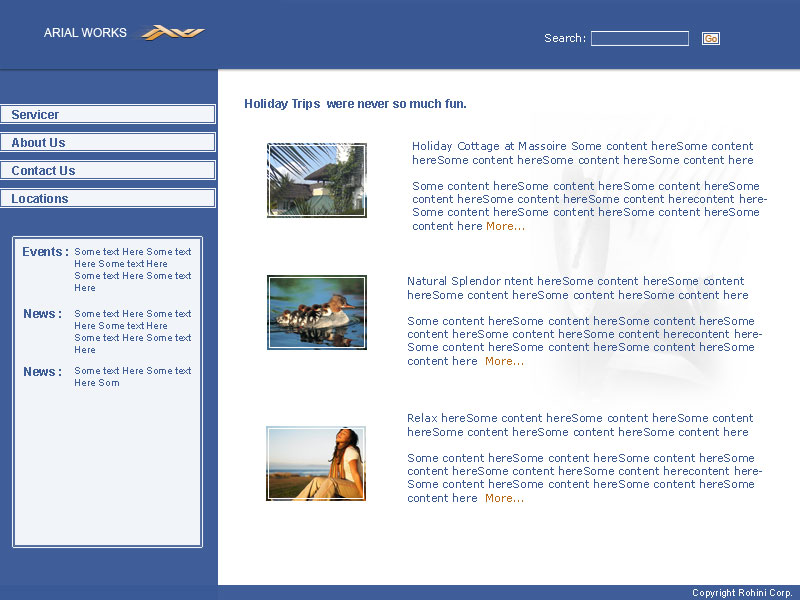 ARIAL WORKS
Search:
Go
Servicer
About Us
Contact Us
Locations
Events : Some text Here Some text
Here Some text Here
Some text Here Some text
Here
News : Some text Here Some text
Here Some text Here
Some text Here Some text
Here
News : Some text Here Some text
Here Som
Holiday Trips were never so much fun.
Holiday Cottage at Massoire Some content hereSome content
hereSome content hereSome content hereSome content here
Some content hereSome content hereSome content hereSome
content hereSome content hereSome content herecontent here-
Some content hereSome content hereSome content hereSome
content here More...
Natural Splendor ntent hereSome content hereSome content
hereSome content hereSome content hereSome content here
Some content hereSome content hereSome content hereSome
content hereSome content hereSome content herecontent here-
Some content hereSome content hereSome content hereSome
content here More...
Relax hereSome content hereSome content hereSome content
hereSome content hereSome content hereSome content here
Some content hereSome content hereSome content hereSome
content hereSome content hereSome content herecontent here-
Some content hereSome content hereSome content hereSome
content here More...
Copyright Rohini Corp.